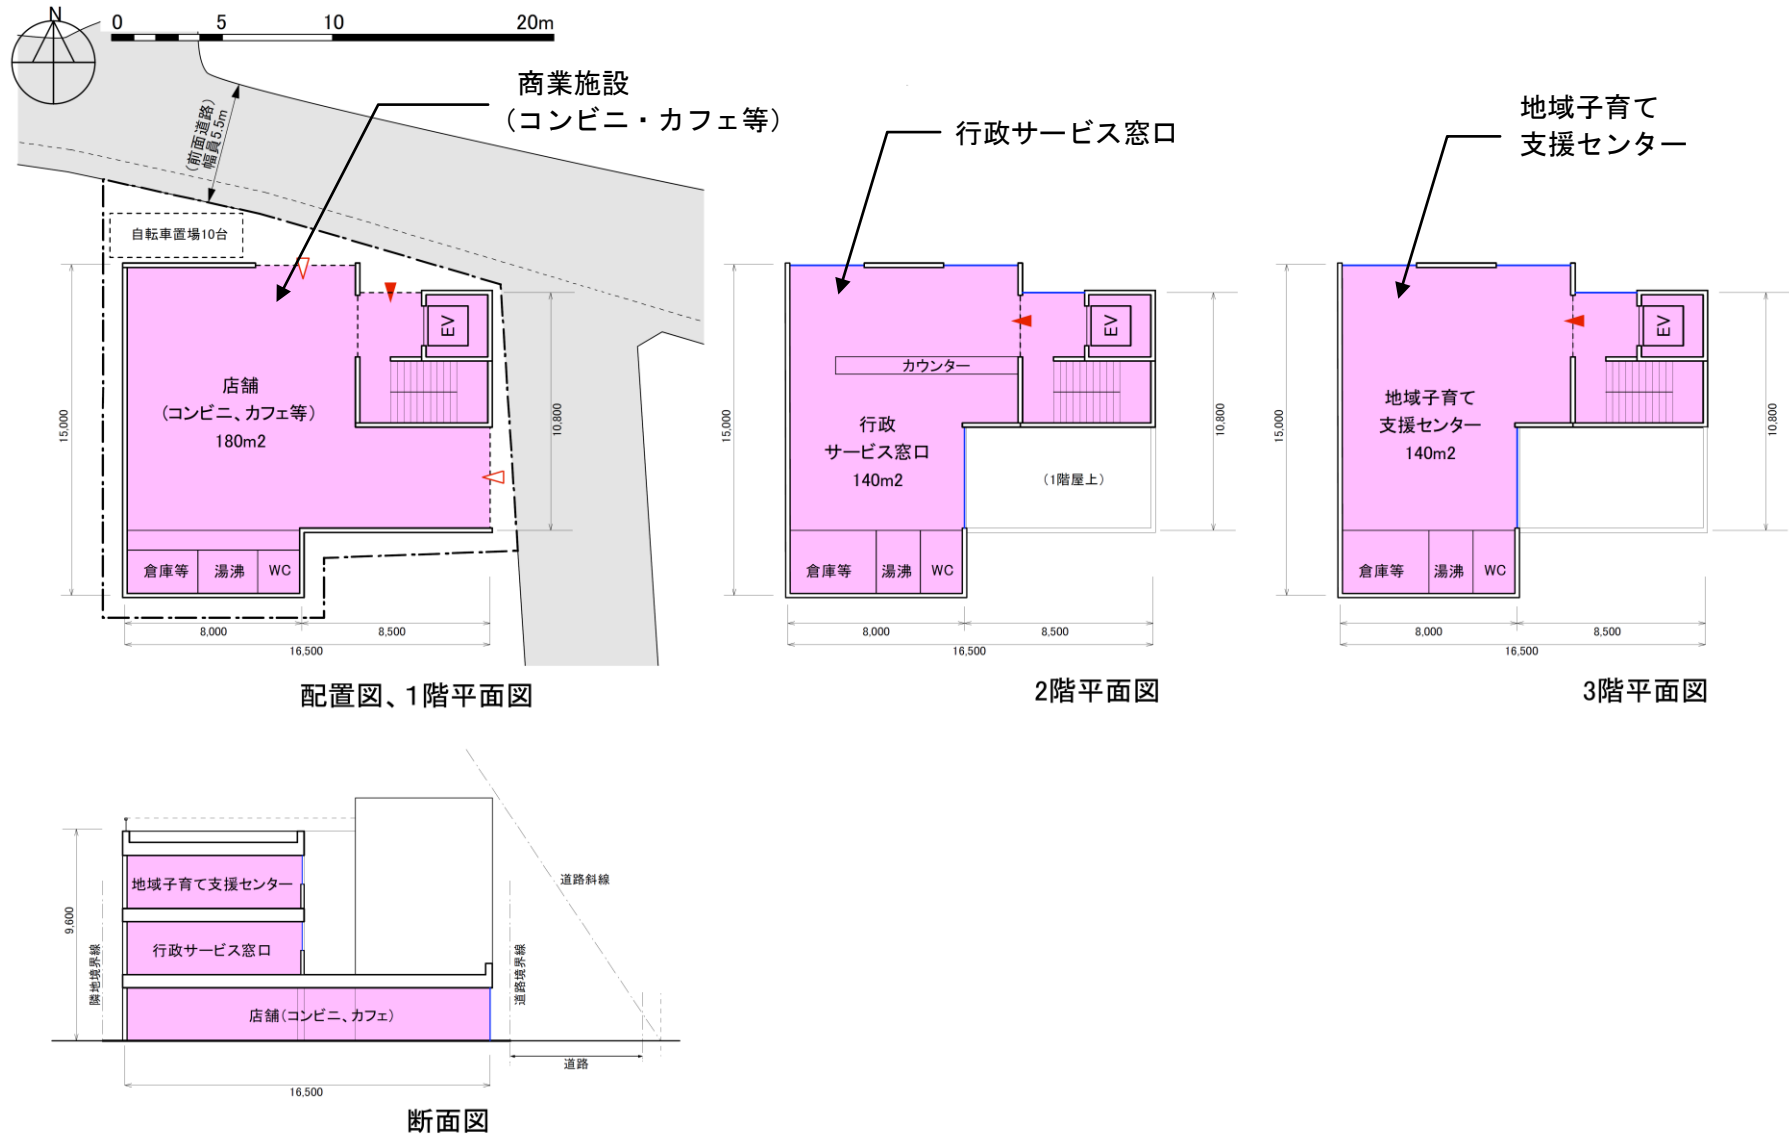 N
0 5 10 20m
商業施設
（コンビニ・カフェ等）
（前面道路）
幅員5.5m
自転車置場10台
EV
店舗
（コンビニ、カフェ等）
180m2
倉庫等
湯沸
WC
15,000
10,800
8,000
8,500
16,500
配置図、1階平面図
行政サービス窓口
EV
カウンター
行政
サービス窓口
140m2
（1階屋上）
倉庫等
湯沸
WC
15,000
10,800
8,000
8,500
16,500
2階平面図
地域子育て
支援センター
EV
地域子育て
支援センター
140m2
倉庫等
湯沸
WC
15,000
10,800
8,000
8,500
16,500
3階平面図
地域子育て支援センター
行政サービス窓口
店舗（コンビニ、カフェ）
9,600
隣地境界線
道路境界線
道路斜線
道路
16,500
断面図